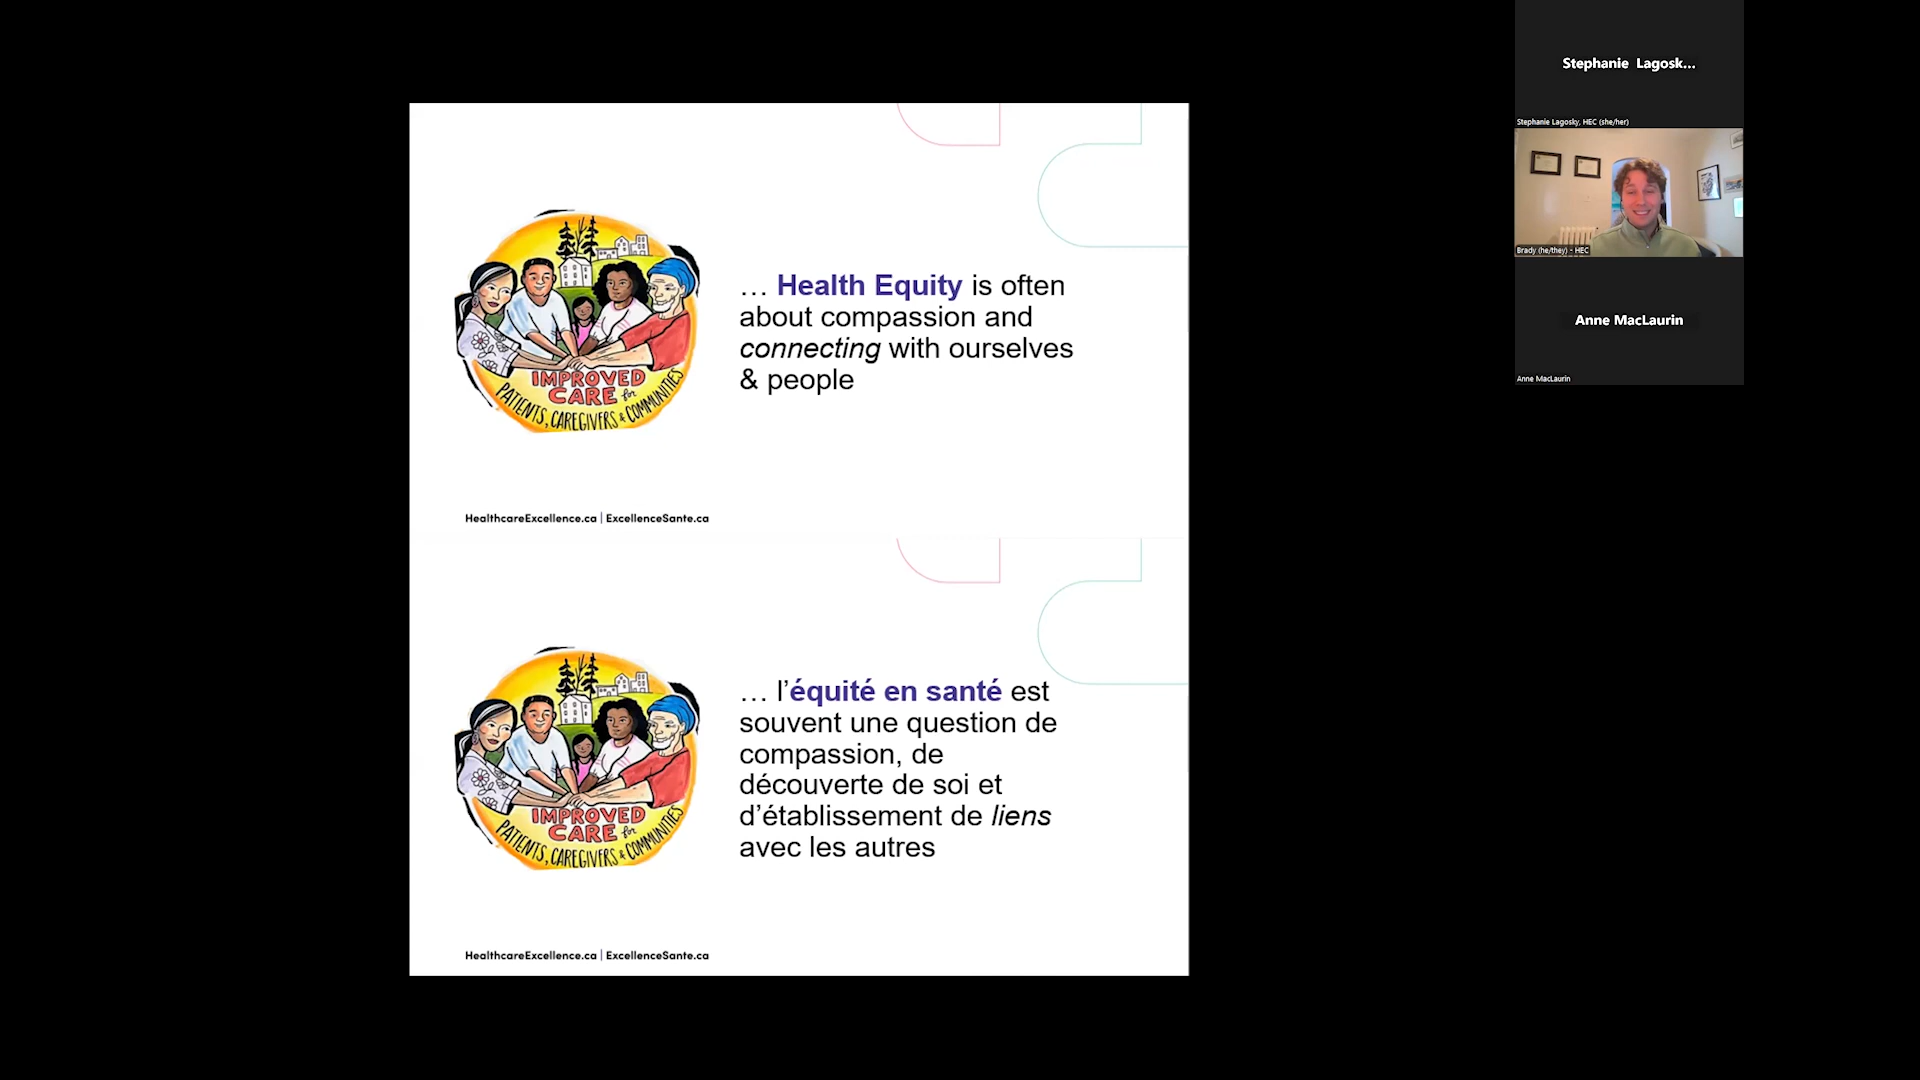 … Health Equity is often
about compassion and
connecting with ourselves
& people
IMPROVED
CARE for
PATIENTS, CAREGIVERS & COMMUNITIES
HealthcareExcellence.ca | ExcellenceSante.ca
… l’équité en santé est
souvent une question de
compassion, de
découverte de soi et
d’établissement de liens
avec les autres
IMPROVED
CARE for
PATIENTS, CAREGIVERS & COMMUNITIES
HealthcareExcellence.ca | ExcellenceSante.ca
Stephanie Lagosk...
Stephanie Lagosky, HEC (she/her)
Brady (he/they) - HEC
Anne MacLaurin
Anne MacLaurin